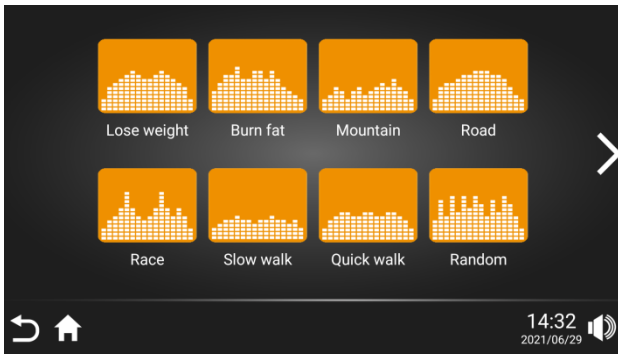 Lose weight
Burn fat
Mountain
Road
Race
Slow walk
Quick walk
Random
14:32
2021/06/29